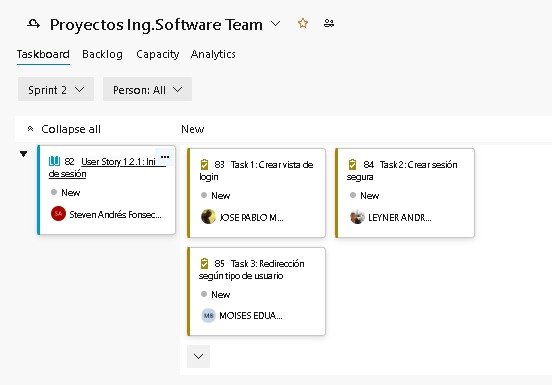 Proyectos Ing.Software Team
Taskboard Backlog Capacity Analytics
Sprint 2 Person: All
Collapse all New
82 User Story 1.2.1: Ini...
de sesión
New
SA Steven Andrés Fonsec...
83 Task 1: Crear vista de
login
New
JOSE PABLO M...
84 Task 2: Crear sesión
segura
New
LEYNER ANDR...
85 Task 3: Redirección
según tipo de usuario
New
MB MOISES EDUA...